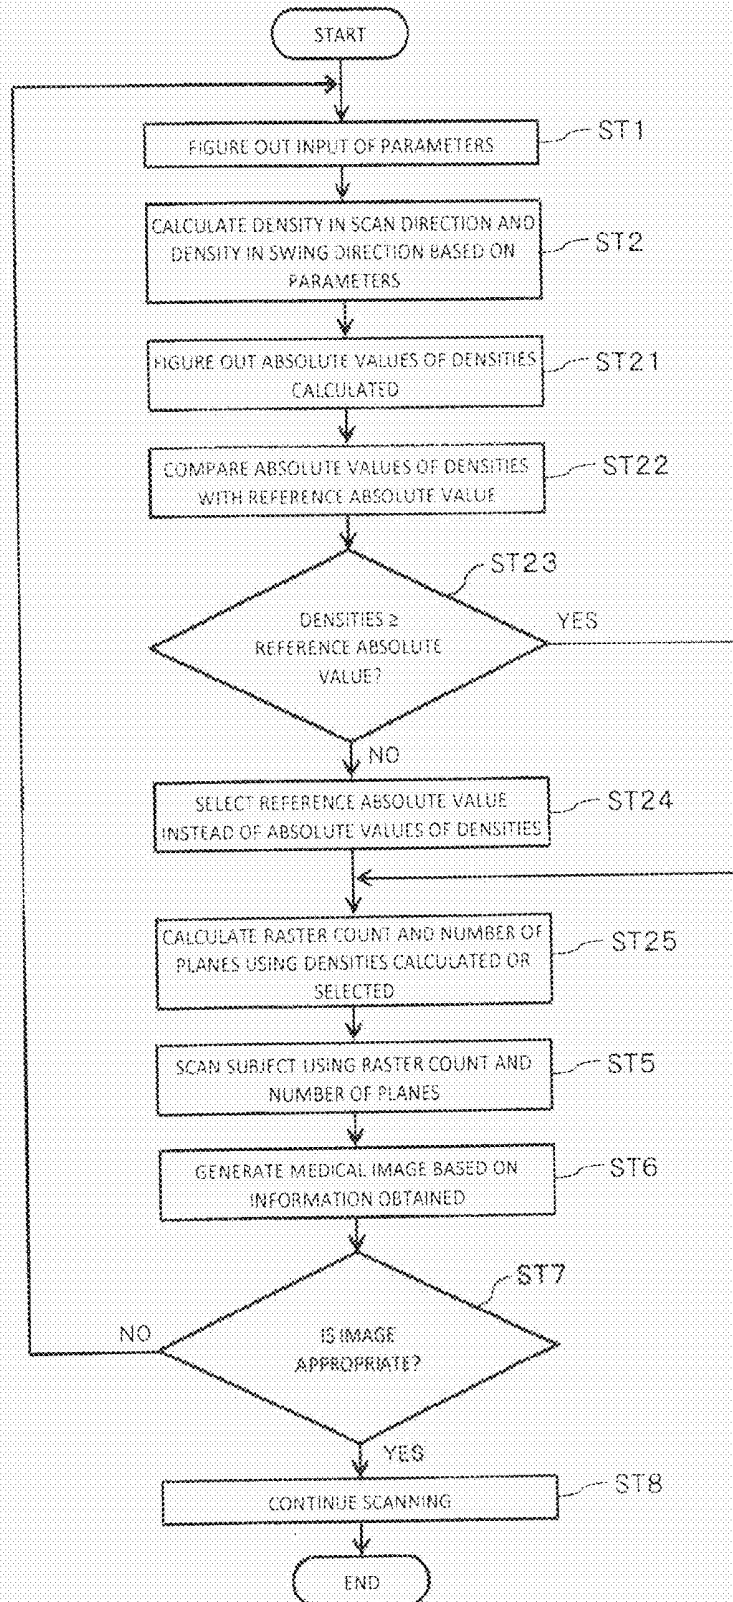 START
FIGURE OUT INPUT OF PARAMETERS
ST1
CALCULATE DENSITY IN SCAN DIRECTION AND
DENSITY IN SWING DIRECTION BASED ON
PARAMETERS
ST2
FIGURE OUT ABSOLUTE VALUES OF DENSITIES
CALCULATED
ST21
COMPARE ABSOLUTE VALUES OF DENSITIES
WITH REFERENCE ABSOLUTE VALUE
ST22
ST23
DENSITIES ≥
REFERENCE ABSOLUTE
VALUE?
YES
NO
SELECT REFERENCE ABSOLUTE VALUE
INSTEAD OF ABSOLUTE VALUES OF DENSITIES
ST24
CALCULATE RASTER COUNT AND NUMBER OF
PLANES USING DENSITIES CALCULATED OR
SELECTED
ST25
SCAN SUBJECT USING RASTER COUNT AND
NUMBER OF PLANES
ST5
GENERATE MEDICAL IMAGE BASED ON
INFORMATION OBTAINED
ST6
ST7
NO
IS IMAGE
APPROPRIATE?
YES
CONTINUE SCANNING
ST8
END